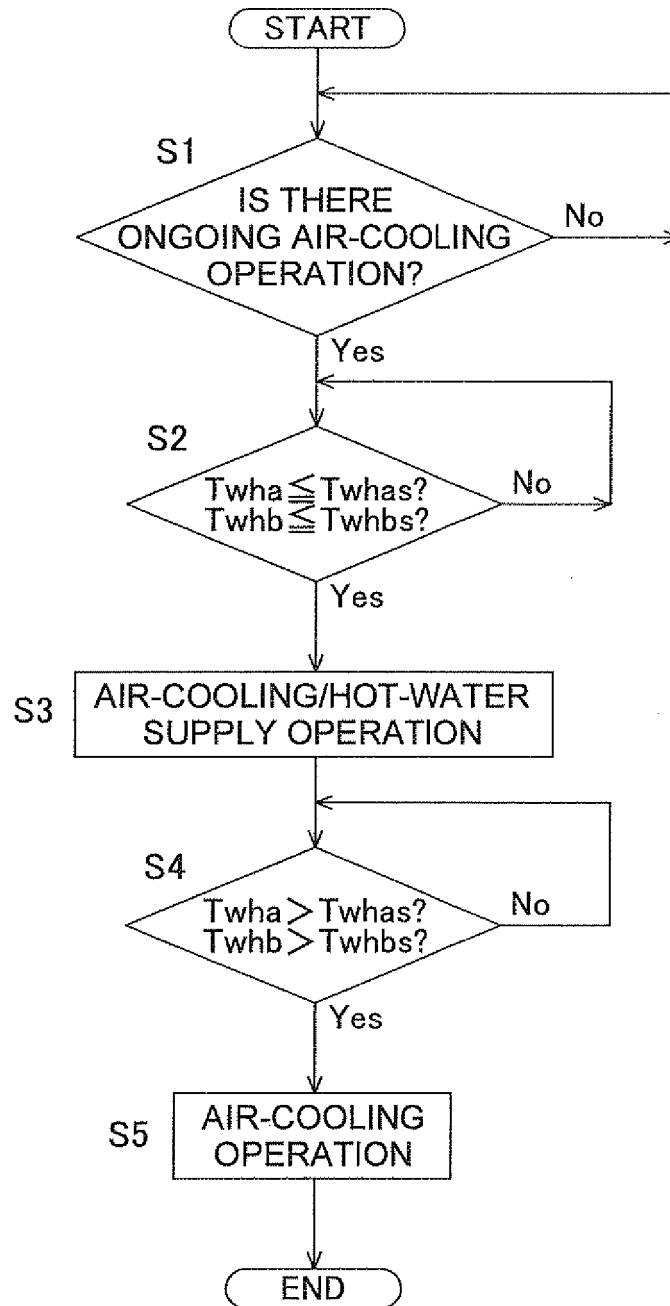 START
S1
IS THERE
ONGOING AIR-COOLING
OPERATION?
No
Yes
S2
Twha≦Twhas?
Twhb≦Twhbs?
No
Yes
S3
AIR-COOLING/HOT-WATER
SUPPLY OPERATION
S4
Twha>Twhas?
Twhb>Twhbs?
No
Yes
S5
AIR-COOLING
OPERATION
END